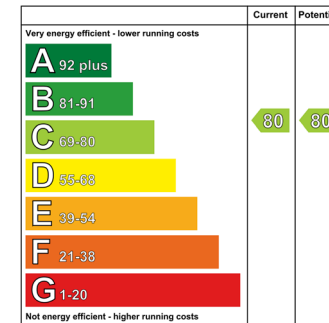 Current Potenti
Very energy efficient - lower running costs
A 92 plus
B 81-91
C 69-80
80 80
D 55-68
E 39-54
F 21-38
G 1-20
Not energy efficient - higher running costs